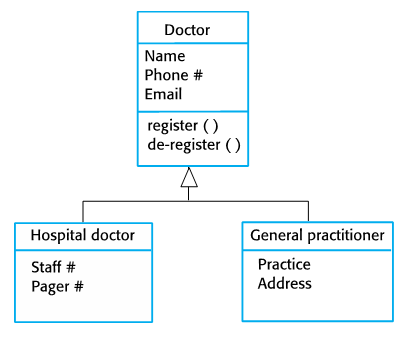 Doctor
Name
Phone #
Email
register ( )
de-register ( )
Hospital doctor
Staff #
Pager #
General practitioner
Practice
Address